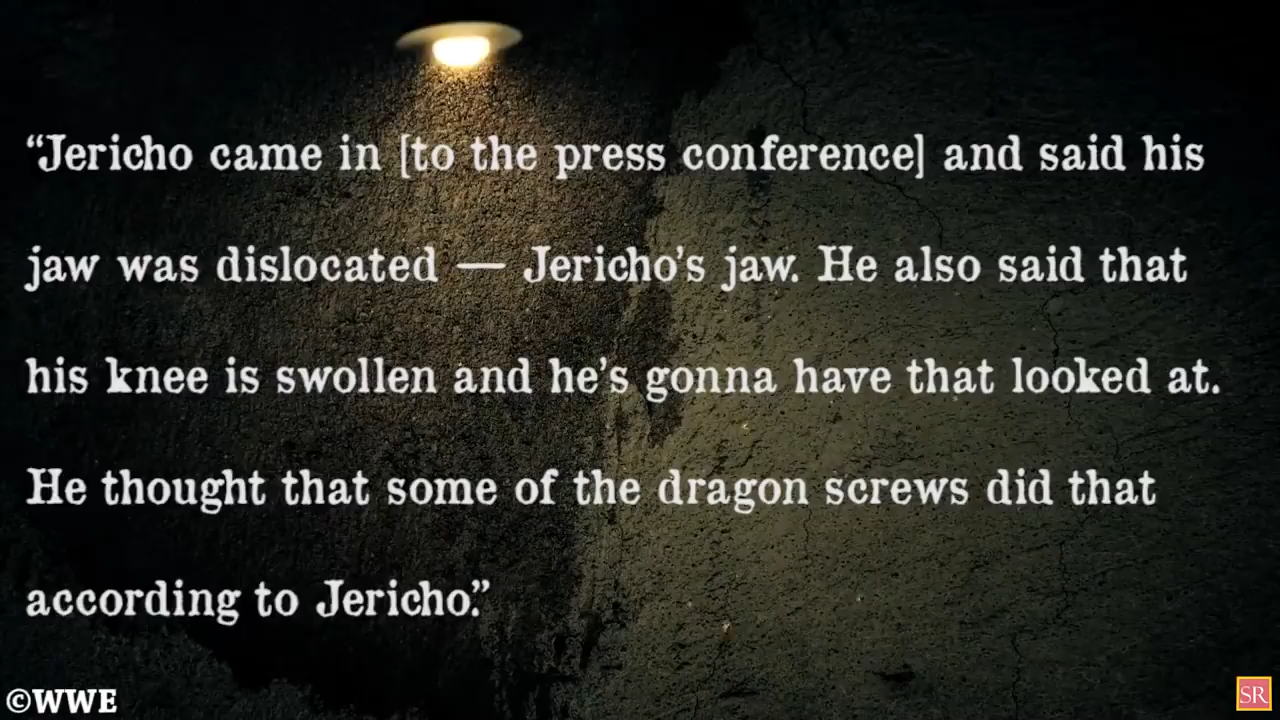 “Jericho came in [to the press conference] and said his
jaw was dislocated — Jericho’s jaw. He also said that
his knee is swollen and he’s gonna have that looked at.
He thought that some of the dragon screws did that
according to Jericho.”
©WWE
SR